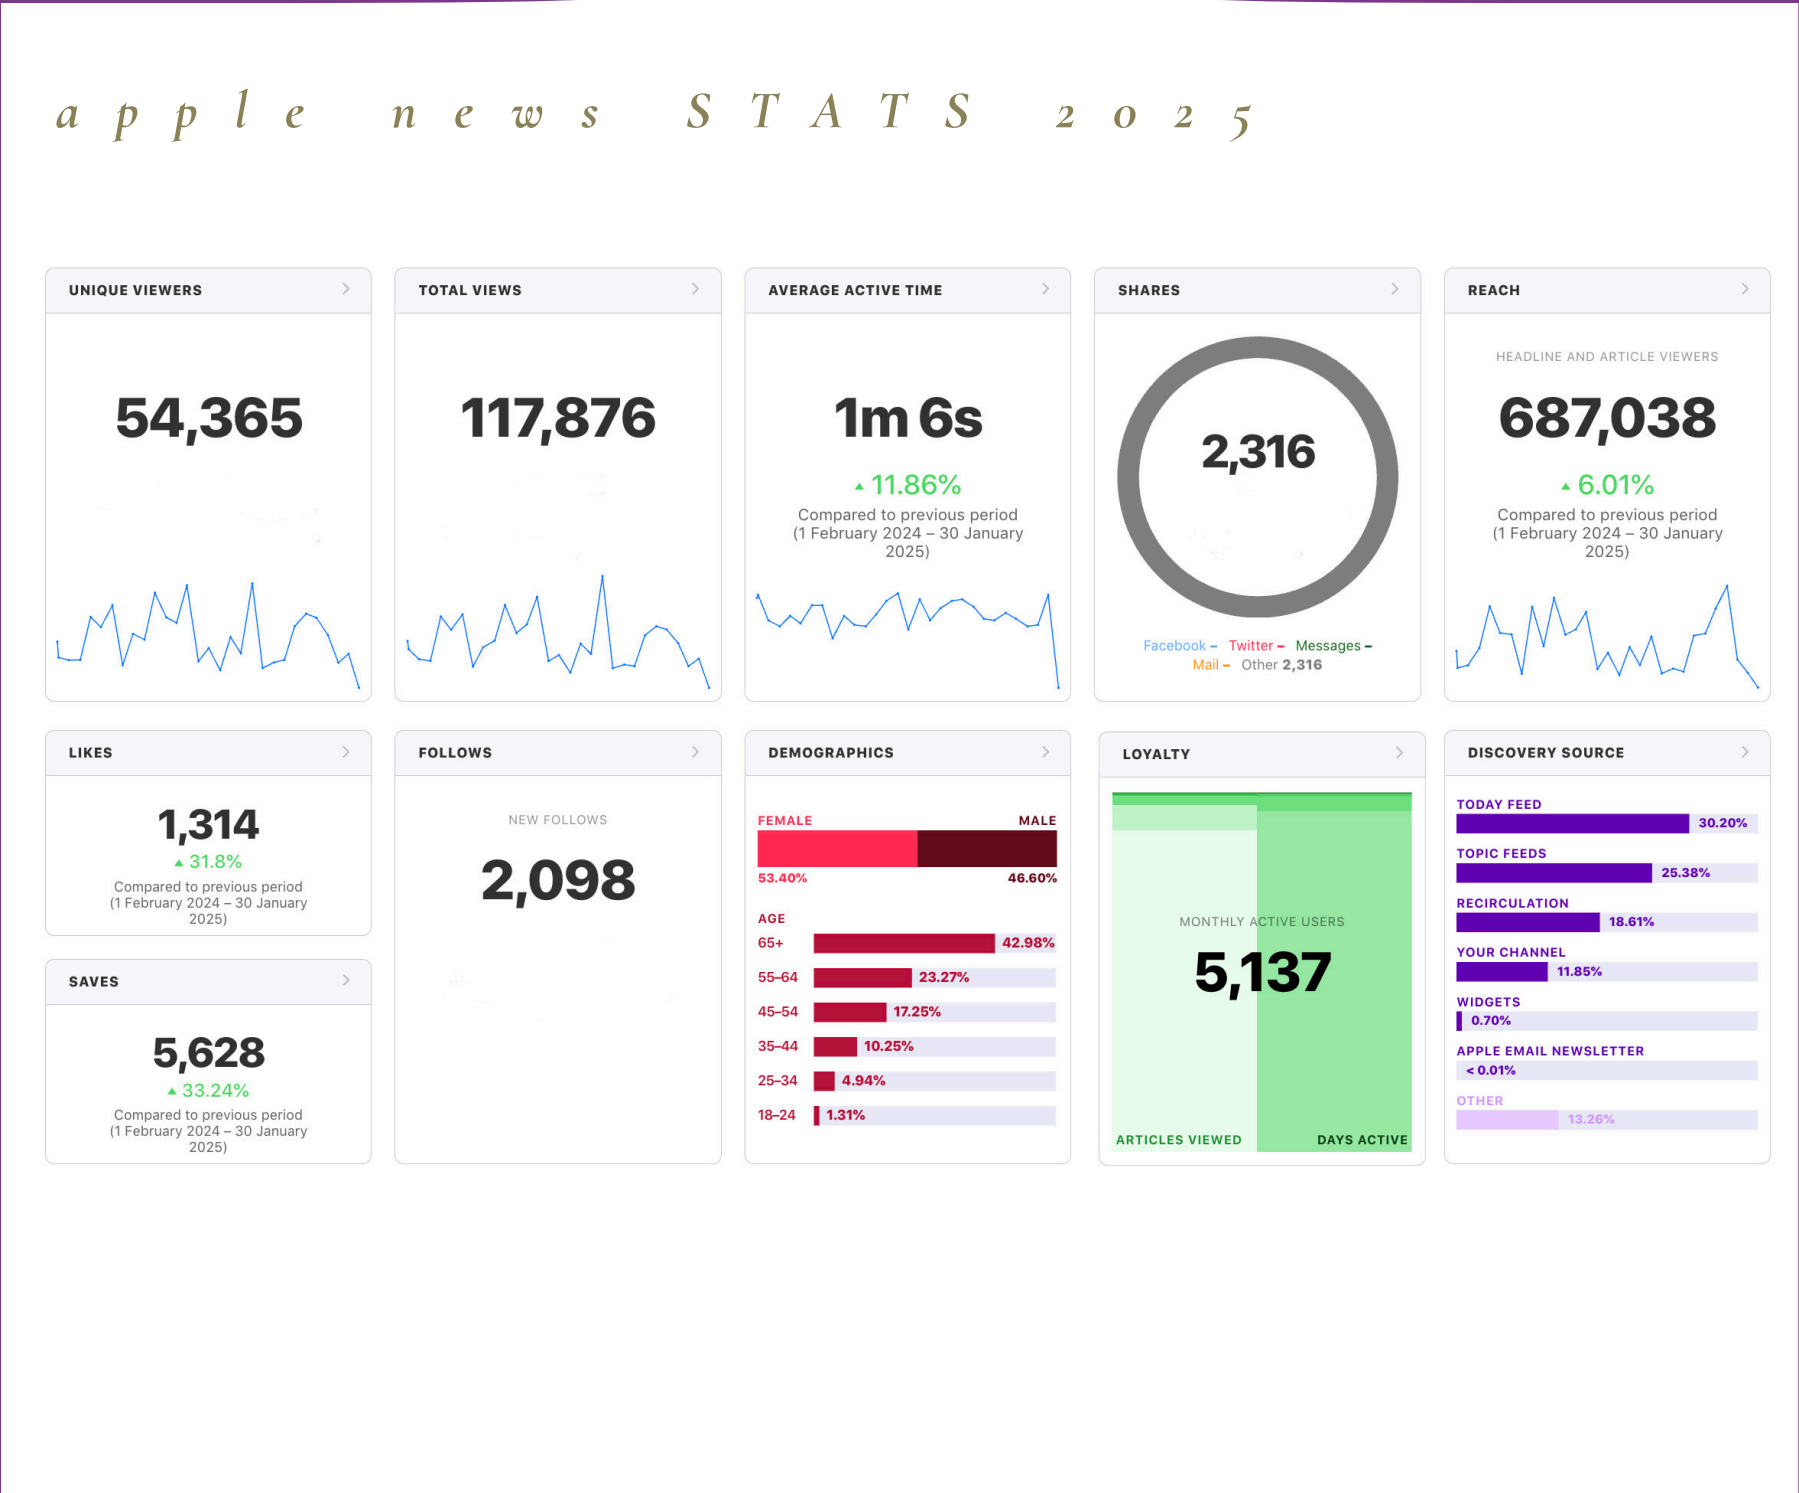 apple news STATS 2025
UNIQUE VIEWERS
54,365
TOTAL VIEWS
117,876
AVERAGE ACTIVE TIME
1m 6s
11.86%
Compared to previous period
(1 February 2024 – 30 January
2025)
SHARES
2,316
Facebook – Twitter – Messages –
Mail – Other 2,316
REACH
HEADLINE AND ARTICLE VIEWERS
687,038
6.01%
Compared to previous period
(1 February 2024 – 30 January
2025)
LIKES
1,314
31.8%
Compared to previous period
(1 February 2024 – 30 January
2025)
SAVES
5,628
33.24%
Compared to previous period
(1 February 2024 – 30 January
2025)
FOLLOWS
NEW FOLLOWS
2,098
DEMOGRAPHICS
FEMALE MALE
53.40% 46.60%
AGE
65+ 42.98%
55–64 23.27%
45–54 17.25%
35–44 10.25%
25–34 4.94%
18–24 1.31%
LOYALTY
MONTHLY ACTIVE USERS
5,137
ARTICLES VIEWED DAYS ACTIVE
DISCOVERY SOURCE
TODAY FEED
30.20%
TOPIC FEEDS
25.38%
RECIRCULATION
18.61%
YOUR CHANNEL
11.85%
WIDGETS
0.70%
APPLE EMAIL NEWSLETTER
< 0.01%
OTHER
13.26%